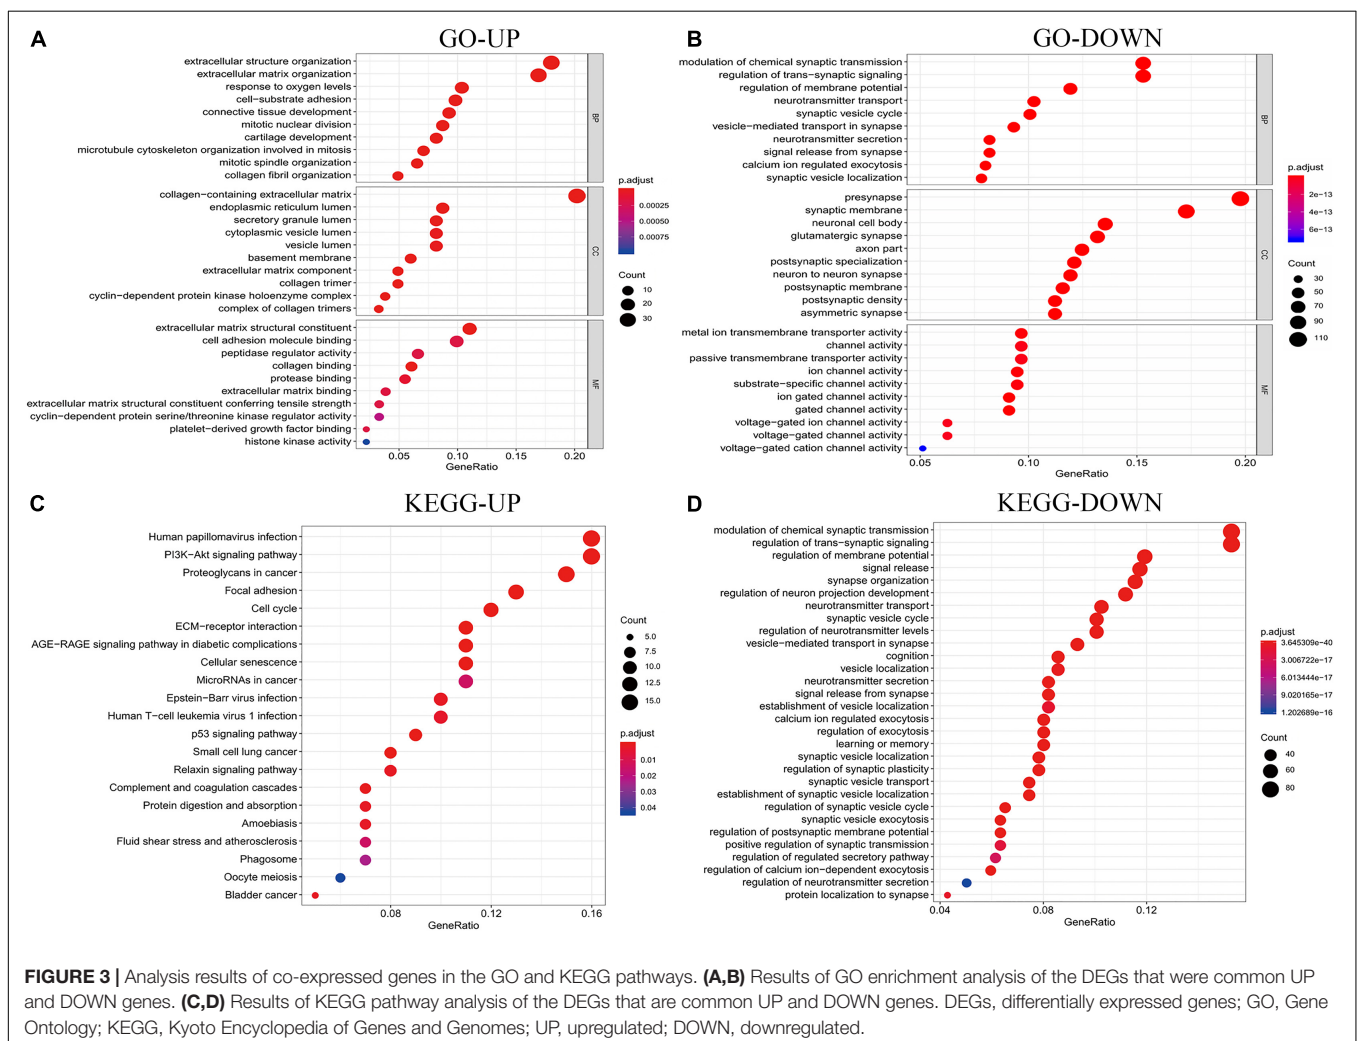 A
GO-UP
extracellular structure organization
extracellular matrix organization
response to oxygen levels
cell−substrate adhesion
connective tissue development
mitotic nuclear division
cartilage development
microtubule cytoskeleton organization involved in mitosis
mitotic spindle organization
collagen fibril organization
BP
collagen−containing extracellular matrix
endoplasmic reticulum lumen
secretory granule lumen
cytoplasmic vesicle lumen
vesicle lumen
basement membrane
extracellular matrix component
collagen trimer
cyclin−dependent protein kinase holoenzyme complex
complex of collagen trimers
CC
extracellular matrix structural constituent
cell adhesion molecule binding
peptidase regulator activity
collagen binding
protease binding
extracellular matrix binding
extracellular matrix structural constituent conferring tensile strength
cyclin−dependent protein serine/threonine kinase regulator activity
platelet−derived growth factor binding
histone kinase activity
MF
0.05 0.10 0.15 0.20
GeneRatio
p.adjust
0.00025
0.00050
0.00075
Count
10
20
30
B
GO-DOWN
modulation of chemical synaptic transmission
regulation of trans−synaptic signaling
regulation of membrane potential
neurotransmitter transport
synaptic vesicle cycle
vesicle−mediated transport in synapse
neurotransmitter secretion
signal release from synapse
calcium ion regulated exocytosis
synaptic vesicle localization
BP
presynapse
synaptic membrane
neuronal cell body
glutamatergic synapse
axon part
postsynaptic specialization
neuron to neuron synapse
postsynaptic membrane
postsynaptic density
asymmetric synapse
CC
metal ion transmembrane transporter activity
channel activity
passive transmembrane transporter activity
ion channel activity
substrate−specific channel activity
ion gated channel activity
gated channel activity
voltage−gated ion channel activity
voltage−gated channel activity
voltage−gated cation channel activity
MF
0.05 0.10 0.15 0.20
GeneRatio
p.adjust
2e−13
4e−13
6e−13
Count
30
50
70
90
110
C
KEGG-UP
Human papillomavirus infection
PI3K−Akt signaling pathway
Proteoglycans in cancer
Focal adhesion
Cell cycle
ECM−receptor interaction
AGE−RAGE signaling pathway in diabetic complications
Cellular senescence
MicroRNAs in cancer
Epstein−Barr virus infection
Human T−cell leukemia virus 1 infection
p53 signaling pathway
Small cell lung cancer
Relaxin signaling pathway
Complement and coagulation cascades
Protein digestion and absorption
Amoebiasis
Fluid shear stress and atherosclerosis
Phagosome
Oocyte meiosis
Bladder cancer
0.08 0.12 0.16
GeneRatio
Count
5.0
7.5
10.0
12.5
15.0
p.adjust
0.01
0.02
0.03
0.04
D
KEGG-DOWN
modulation of chemical synaptic transmission
regulation of trans−synaptic signaling
regulation of membrane potential
signal release
synapse organization
regulation of neuron projection development
neurotransmitter transport
synaptic vesicle cycle
regulation of neurotransmitter levels
vesicle−mediated transport in synapse
cognition
vesicle localization
neurotransmitter secretion
signal release from synapse
establishment of vesicle localization
calcium ion regulated exocytosis
regulation of exocytosis
learning or memory
synaptic vesicle localization
regulation of synaptic plasticity
synaptic vesicle transport
establishment of synaptic vesicle localization
regulation of synaptic vesicle cycle
synaptic vesicle exocytosis
regulation of postsynaptic membrane potential
positive regulation of synaptic transmission
regulation of regulated secretory pathway
regulation of calcium ion−dependent exocytosis
regulation of neurotransmitter secretion
protein localization to synapse
0.04 0.08 0.12
GeneRatio
p.adjust
3.645309e−40
3.006722e−17
6.013444e−17
9.020165e−17
1.202689e−16
Count
40
60
80
FIGURE 3 | Analysis results of co-expressed genes in the GO and KEGG pathways. (A,B) Results of GO enrichment analysis of the DEGs that were common UP
and DOWN genes. (C,D) Results of KEGG pathway analysis of the DEGs that are common UP and DOWN genes. DEGs, differentially expressed genes; GO, Gene
Ontology; KEGG, Kyoto Encyclopedia of Genes and Genomes; UP, upregulated; DOWN, downregulated.